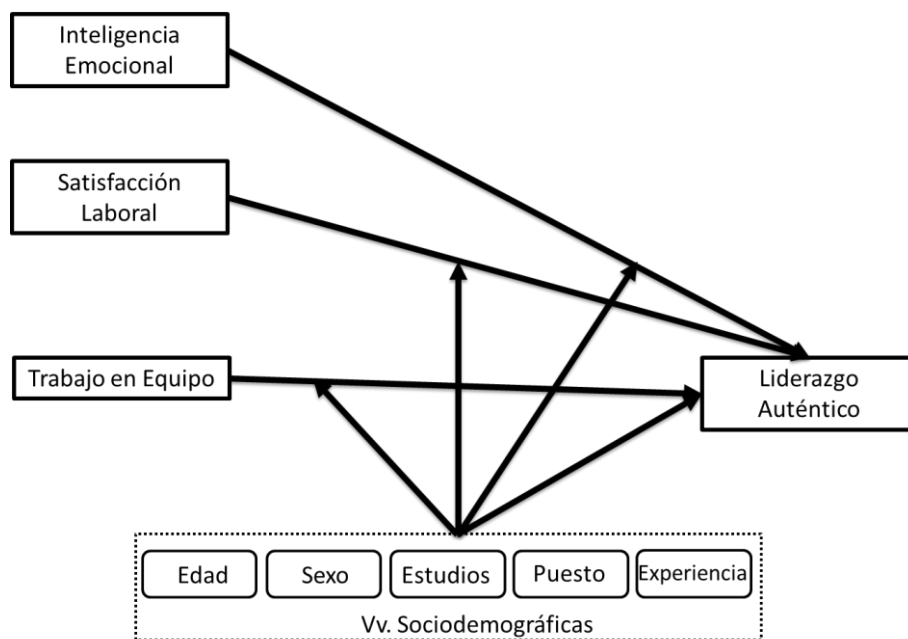 Inteligencia
Emocional
Satisfacción
Laboral
Trabajo en Equipo
Liderazgo
Auténtico
Edad
Sexo
Estudios
Puesto
Experiencia
Vv. Sociodemográficas